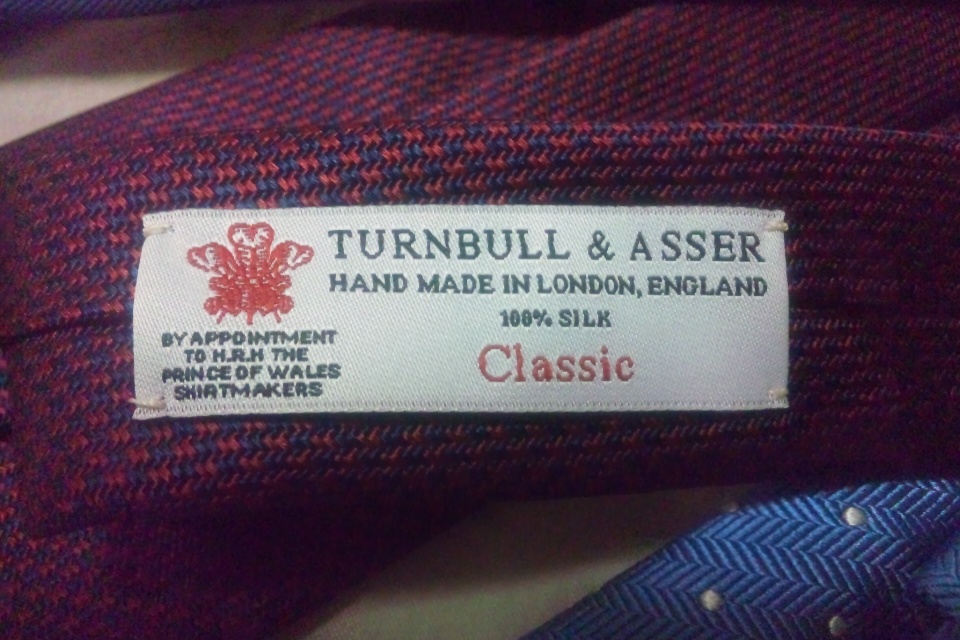 TURNBULL & ASSER
HAND MADE IN LONDON, ENGLAND
100% SILK
Classic
BY APPOINTMENT
TO H.R.H THE
PRINCE OF WALES
SHIRTMAKERS